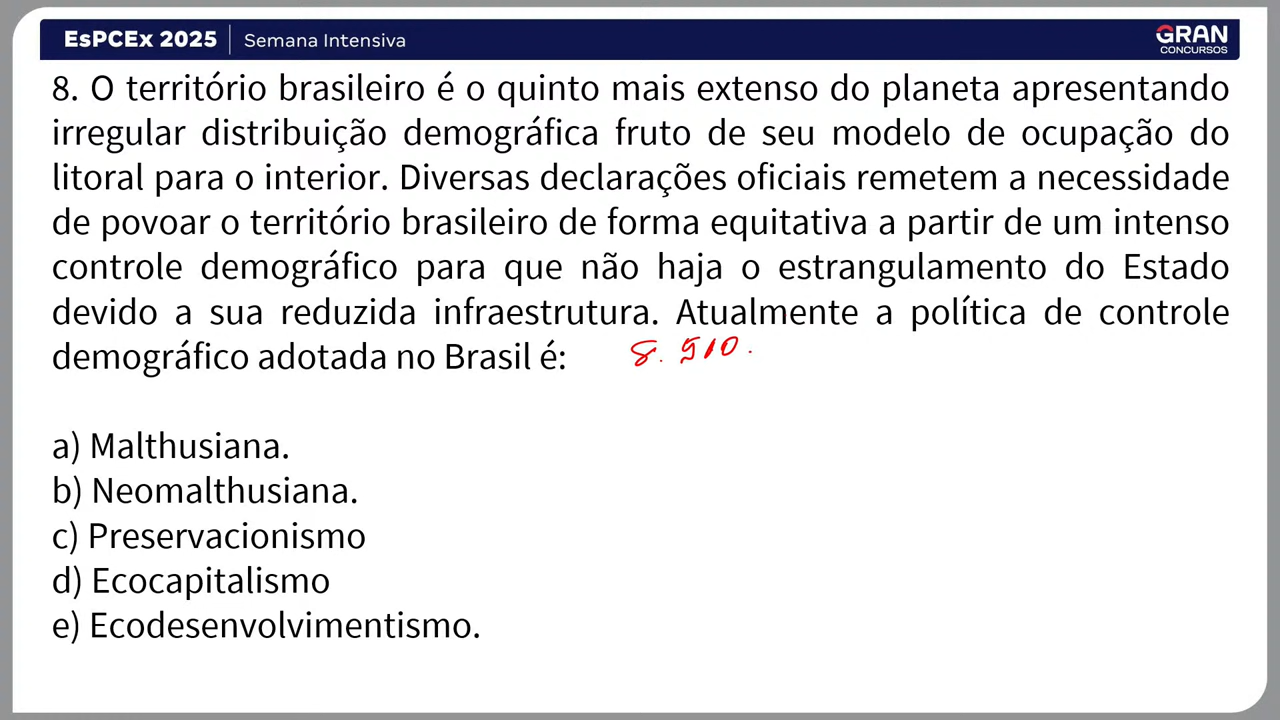 EsPCEx 2025 | Semana Intensiva
GRAN
CONCURSOS
8. O território brasileiro é o quinto mais extenso do planeta apresentando
irregular distribuição demográfica fruto de seu modelo de ocupação do
litoral para o interior. Diversas declarações oficiais remetem a necessidade
de povoar o território brasileiro de forma equitativa a partir de um intenso
controle demográfico para que não haja o estrangulamento do Estado
devido a sua reduzida infraestrutura. Atualmente a política de controle
demográfico adotada no Brasil é:
8.510.
a) Malthusiana.
b) Neomalthusiana.
c) Preservacionismo
d) Ecocapitalismo
e) Ecodesenvolvimentismo.